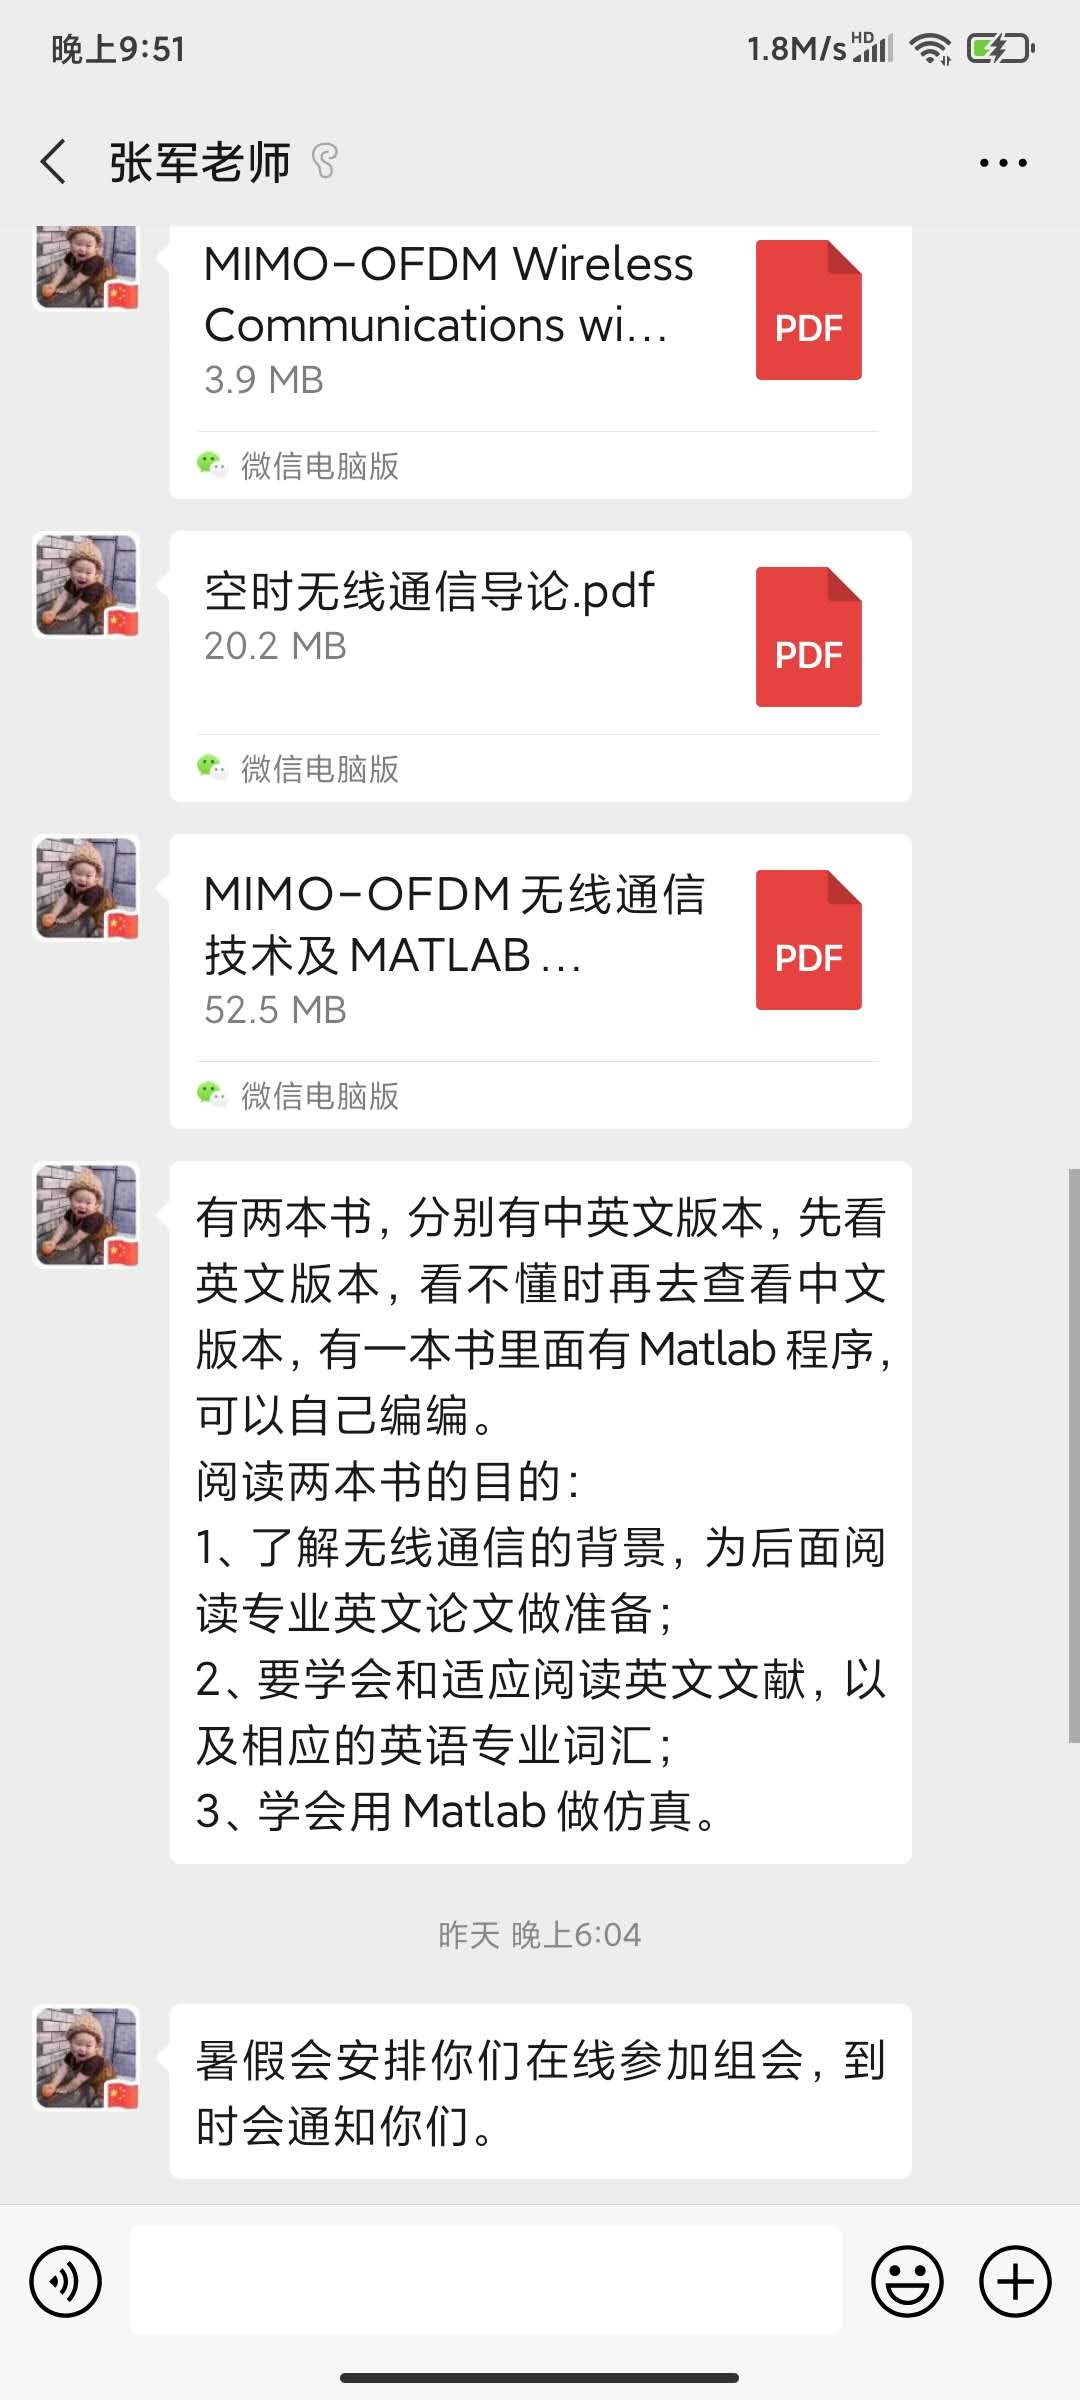 晚上9:51
1.8M/s HD
张军老师
MIMO-OFDM Wireless
Communications wi...
3.9 MB
PDF
微信电脑版
空时无线通信导论.pdf
20.2 MB
PDF
微信电脑版
MIMO-OFDM无线通信
技术及MATLAB...
52.5 MB
PDF
微信电脑版
有两本书，分别有中英文版本，先看
英文版本，看不懂时再去查看中文
版本，有一本书里面有Matlab程序，
可以自己编编。
阅读两本书的目的：
1、了解无线通信的背景，为后面阅
读专业英文论文做准备；
2、要学会和适应阅读英文文献，以
及相应的英语专业词汇；
3、学会用Matlab做仿真。
昨天 晚上6:04
暑假会安排你们在线参加组会，到
时会通知你们。